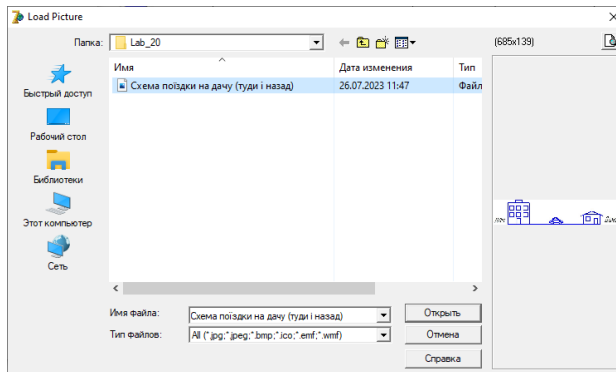 Load Picture
Папка: Lab_20
(685x139)
Имя Дата изменения Тип
Схема поїздки на дачу (туди і назад) 26.07.2023 11:47 Файл
Быстрый доступ
Рабочий стол
Библиотеки
Этот компьютер
Сеть
Имя файла: Схема поїздки на дачу (туди і назад) Открыть
Тип файлов: All (*.jpg;*.jpeg;*.bmp;*.ico;*.emf;*.wmf) Отмена
Справка